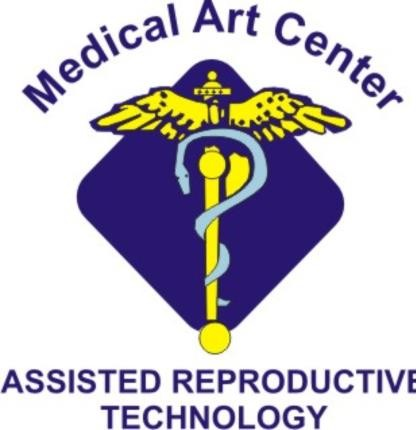 Medical Art Center
ASSISTED REPRODUCTIVE
TECHNOLOGY